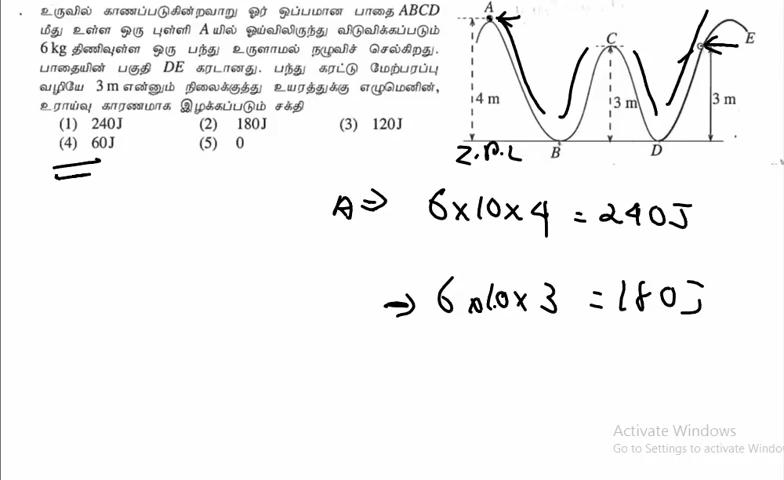 . உருவில் காணப்படுகின்றவாறு ஓர் ஒப்பமான பாதை ABCD
மீது உள்ள ஒரு புள்ளி A யில் ஓய்விலிருந்து விடுவிக்கப்படும்
6 kg திணிவுள்ள ஒரு பந்து உருளாமல் நழுவிச் செல்கிறது.
பாதையின் பகுதி DE கரடானது. பந்து கரட்டு மேற்பரப்பு
வழியே 3 m என்னும் நிலைக்குத்து உயரத்துக்கு எழுமெனின்,
உராய்வு காரணமாக இழக்கப்படும் சக்தி
(1) 240J (2) 180J (3) 120J
(4) 60J (5) 0
A
C
E
4 m
3 m
3 m
Z.P.L
B
D
A ⇒ 6×10×4 = 240J
→ 6×10×3 = 180J
Activate Windows
Go to Settings to activate Windo